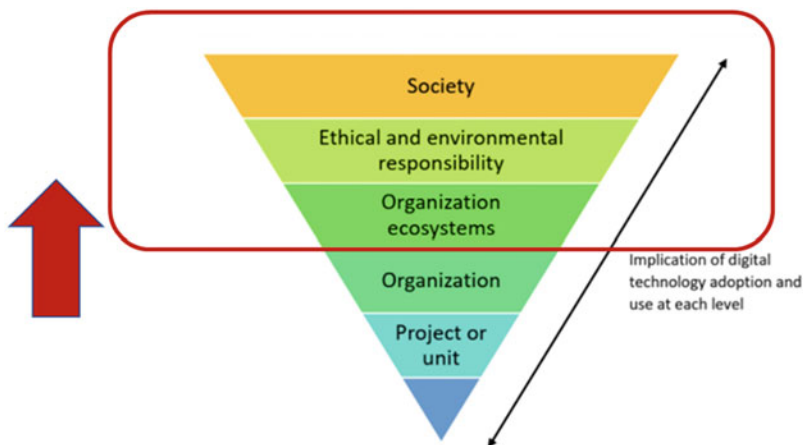 Society
Ethical and environmental
responsibility
Organization
ecosystems
Organization
Implication of digital
technology adoption and
use at each level
Project or
unit